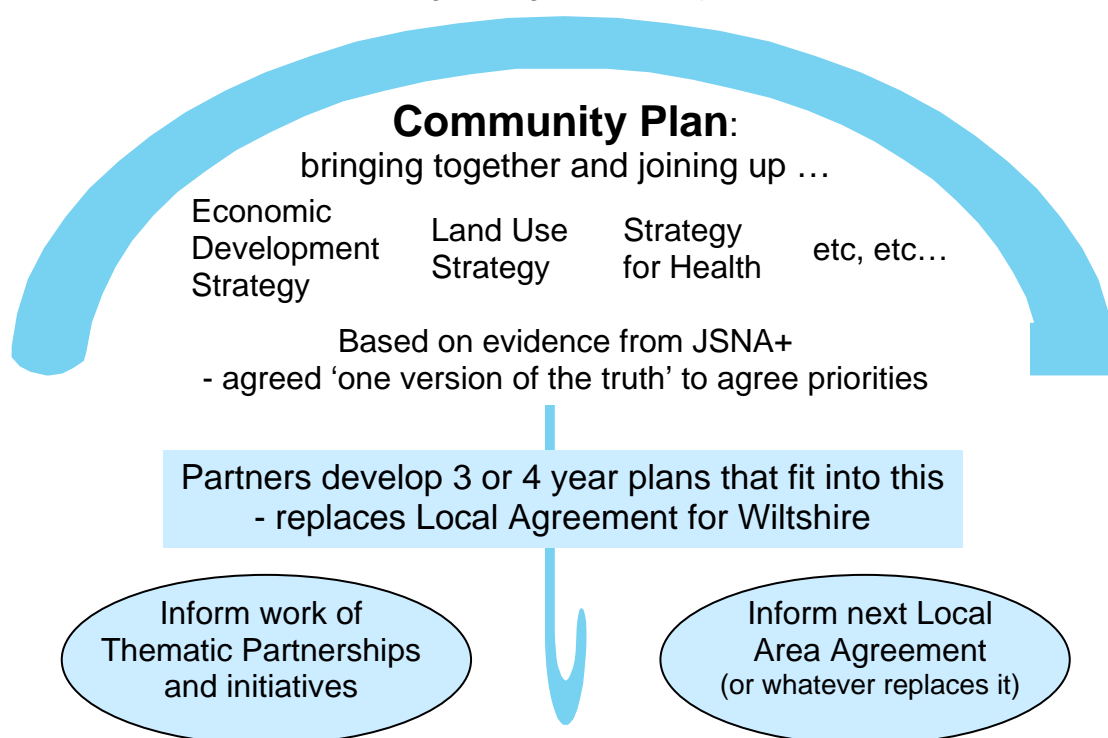 Community Plan:
bringing together and joining up …
Economic
Development
Strategy
Land Use
Strategy
Strategy
for Health
etc, etc…
Based on evidence from JSNA+
- agreed ‘one version of the truth’ to agree priorities
Partners develop 3 or 4 year plans that fit into this
- replaces Local Agreement for Wiltshire
Inform work of
Thematic Partnerships
and initiatives
Inform next Local
Area Agreement
(or whatever replaces it)